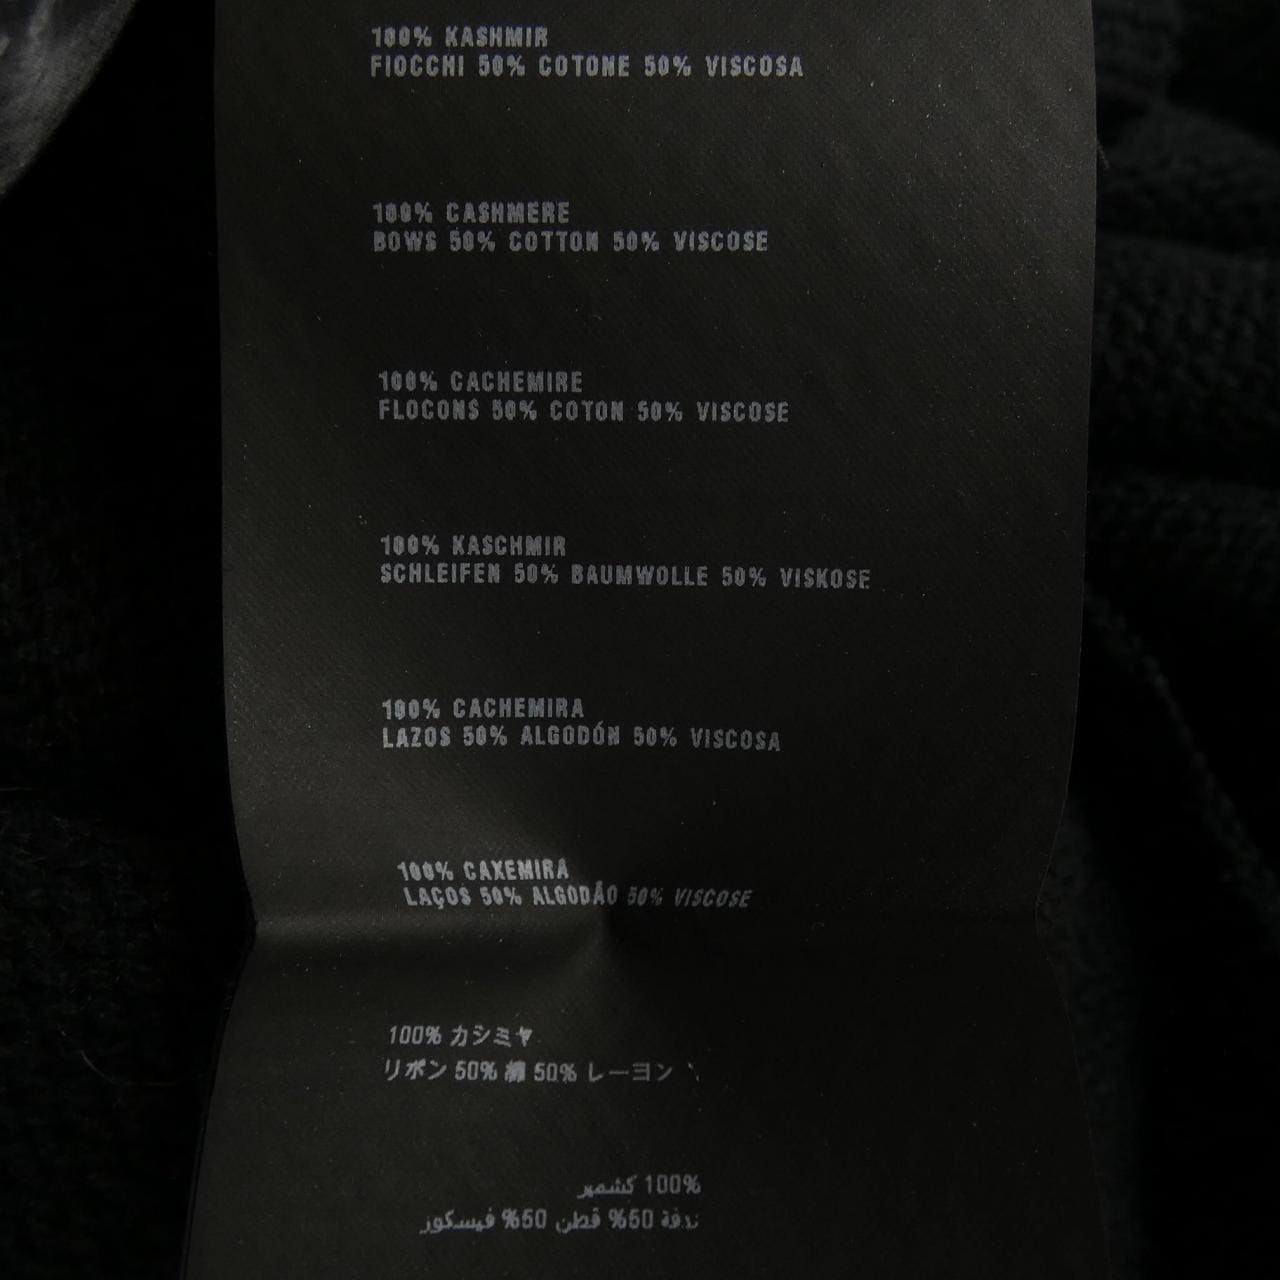 100% KASHMIR
FIOCCHI 50% COTONE 50% VISCOSA
100% CASHMERE
BOWS 50% COTTON 50% VISCOSE
100% CACHEMIRE
FLOCONS 50% COTON 50% VISCOSE
100% KASCHMIR
SCHLEIFEN 50% BAUMWOLLE 50% VISKOSE
100% CACHEMIRA
LAZOS 50% ALGODÓN 50% VISCOSA
100% CAXEMIRA
LAÇOS 50% ALGODÃO 50% VISCOSE
100% カシミヤ
リボン 50% 綿 50% レーヨン
100% كشمير
ندفة 50% قطن 50% فيسكوز